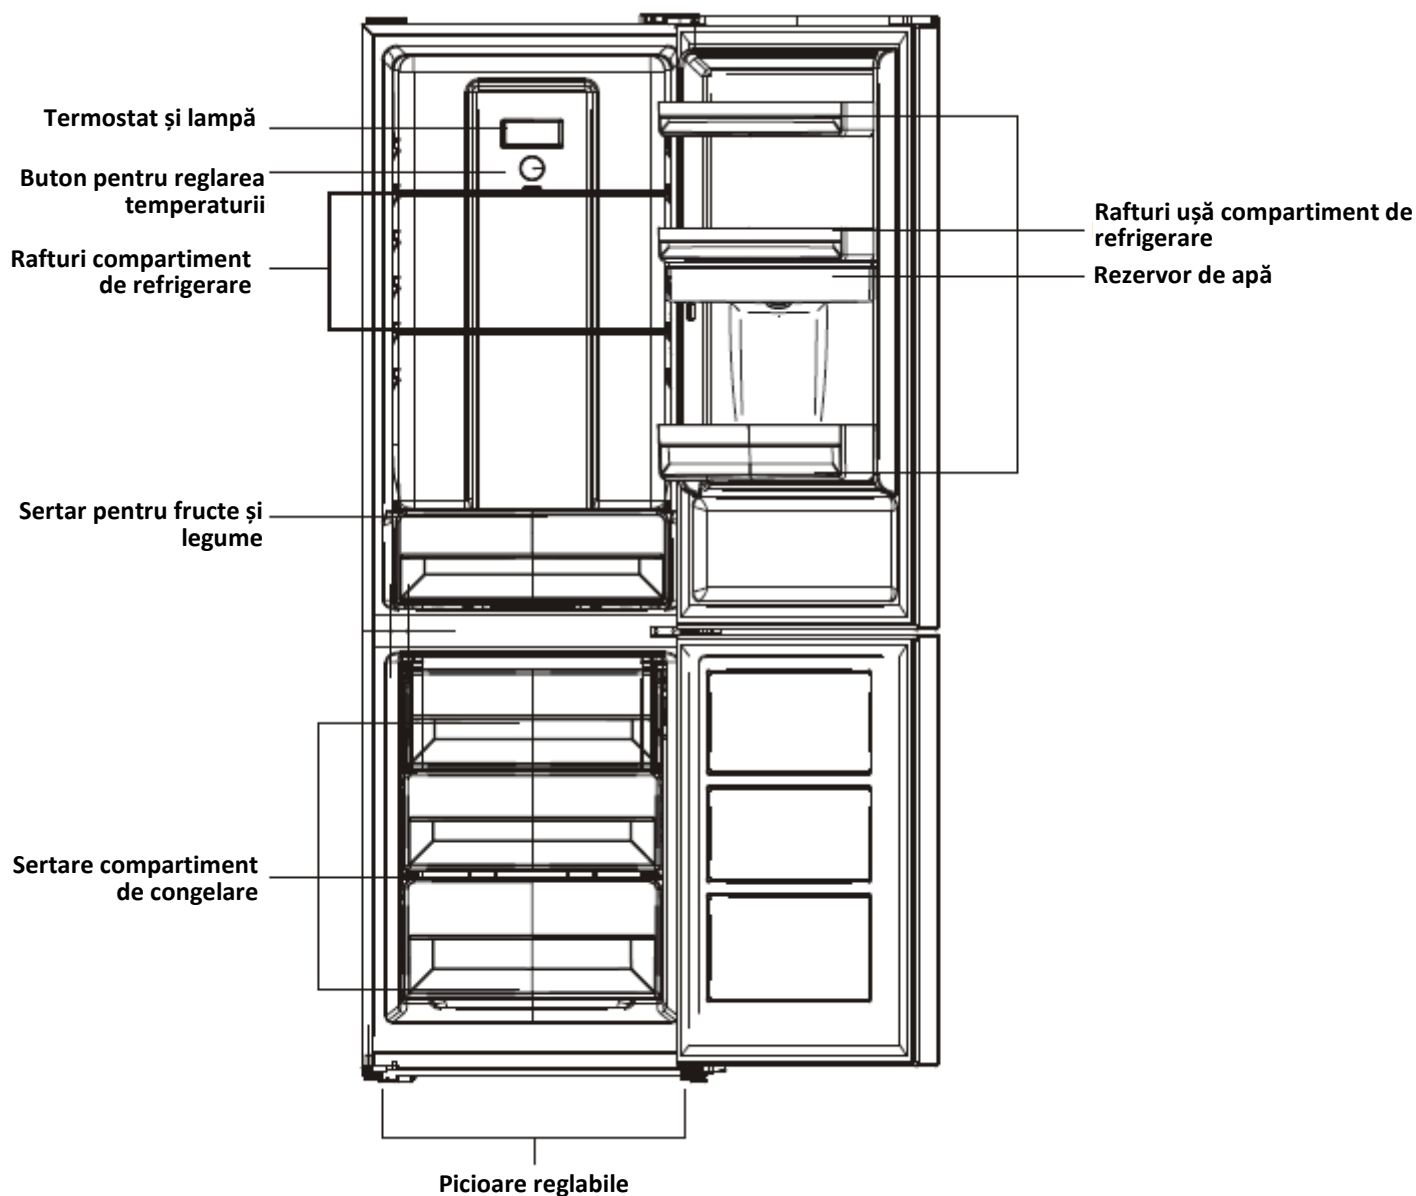 Termostat și lampă
Buton pentru reglarea
temperaturii
Rafturi compartiment
de refrigerare
Sertar pentru fructe și
legume
Sertare compartiment
de congelare
Rafturi ușă compartiment de
refrigerare
Rezervor de apă
Picioare reglabile